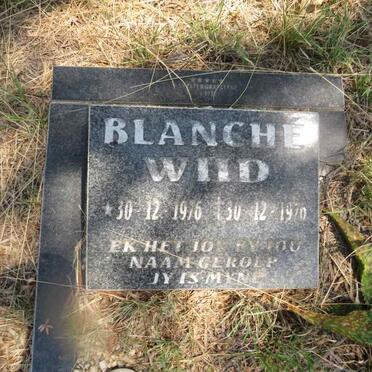 BLANCHE
WIID
* 30-12-1976 † 30-12-1976
EK HET JOU BY JOU
NAAM GEROEP
JY IS MYNE